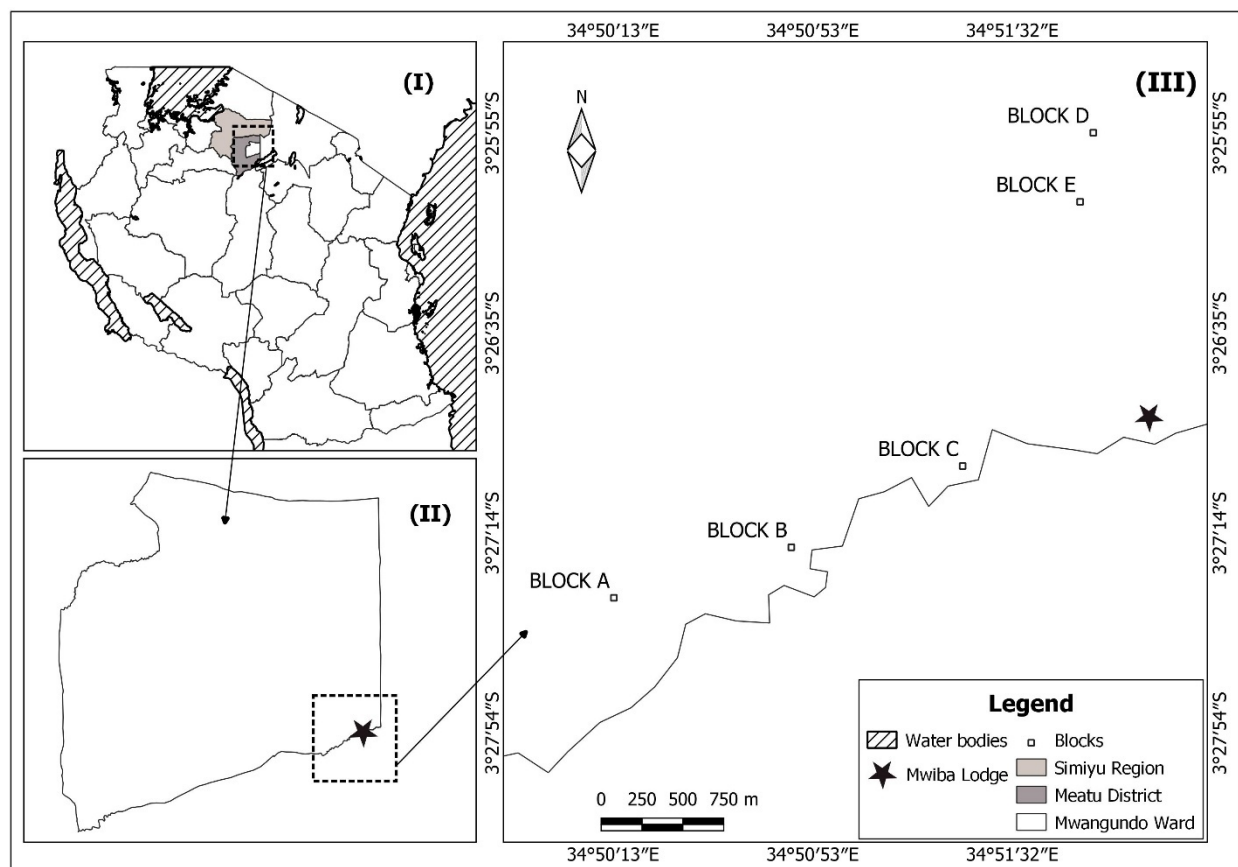 (I)
(II)
34°50′13″E 34°50′53″E 34°51′32″E
(III)
N
BLOCK D
BLOCK E
BLOCK C
BLOCK B
BLOCK A
3°25′55″S
3°26′35″S
3°27′14″S
3°27′54″S
Legend
Water bodies
Mwiba Lodge
Blocks
Simiyu Region
Meatu District
Mwangundo Ward
0 250 500 750 m
34°50′13″E 34°50′53″E 34°51′32″E
3°25′55″S
3°26′35″S
3°27′14″S
3°27′54″S